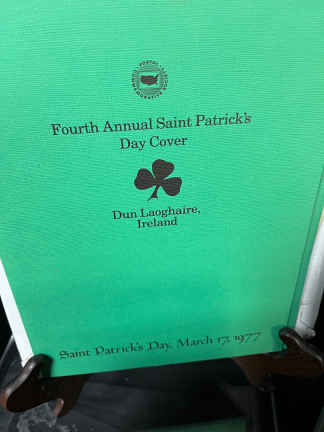 Fourth Annual Saint Patrick's
Day Cover
Dun Laoghaire,
Ireland
Saint Patrick's Day, March 17, 1977